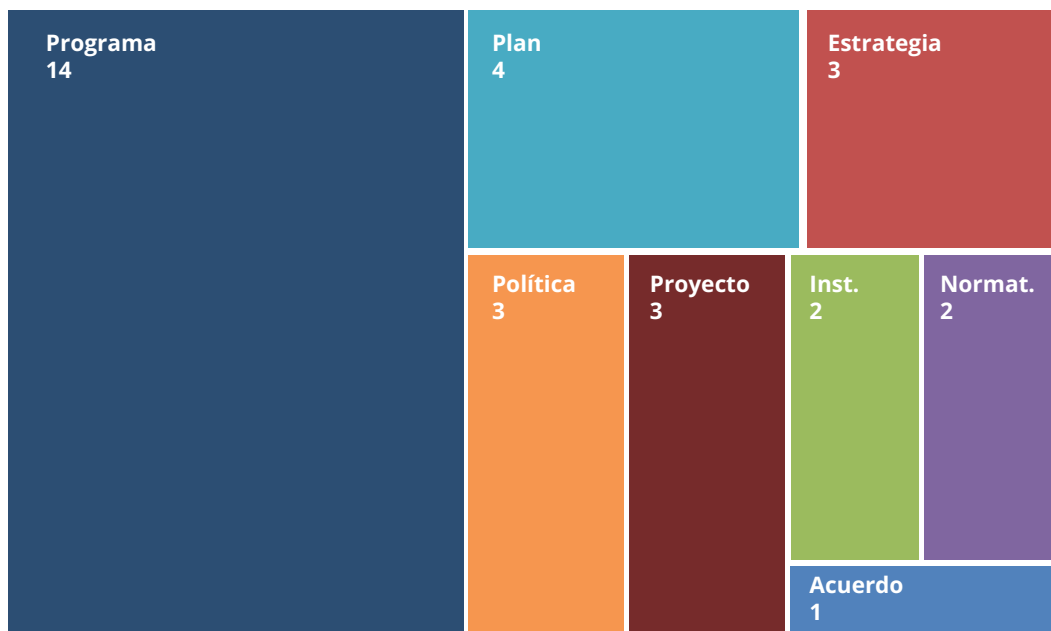 Programa
14
Plan
4
Estrategia
3
Política
3
Proyecto
3
Inst.
2
Normat.
2
Acuerdo
1